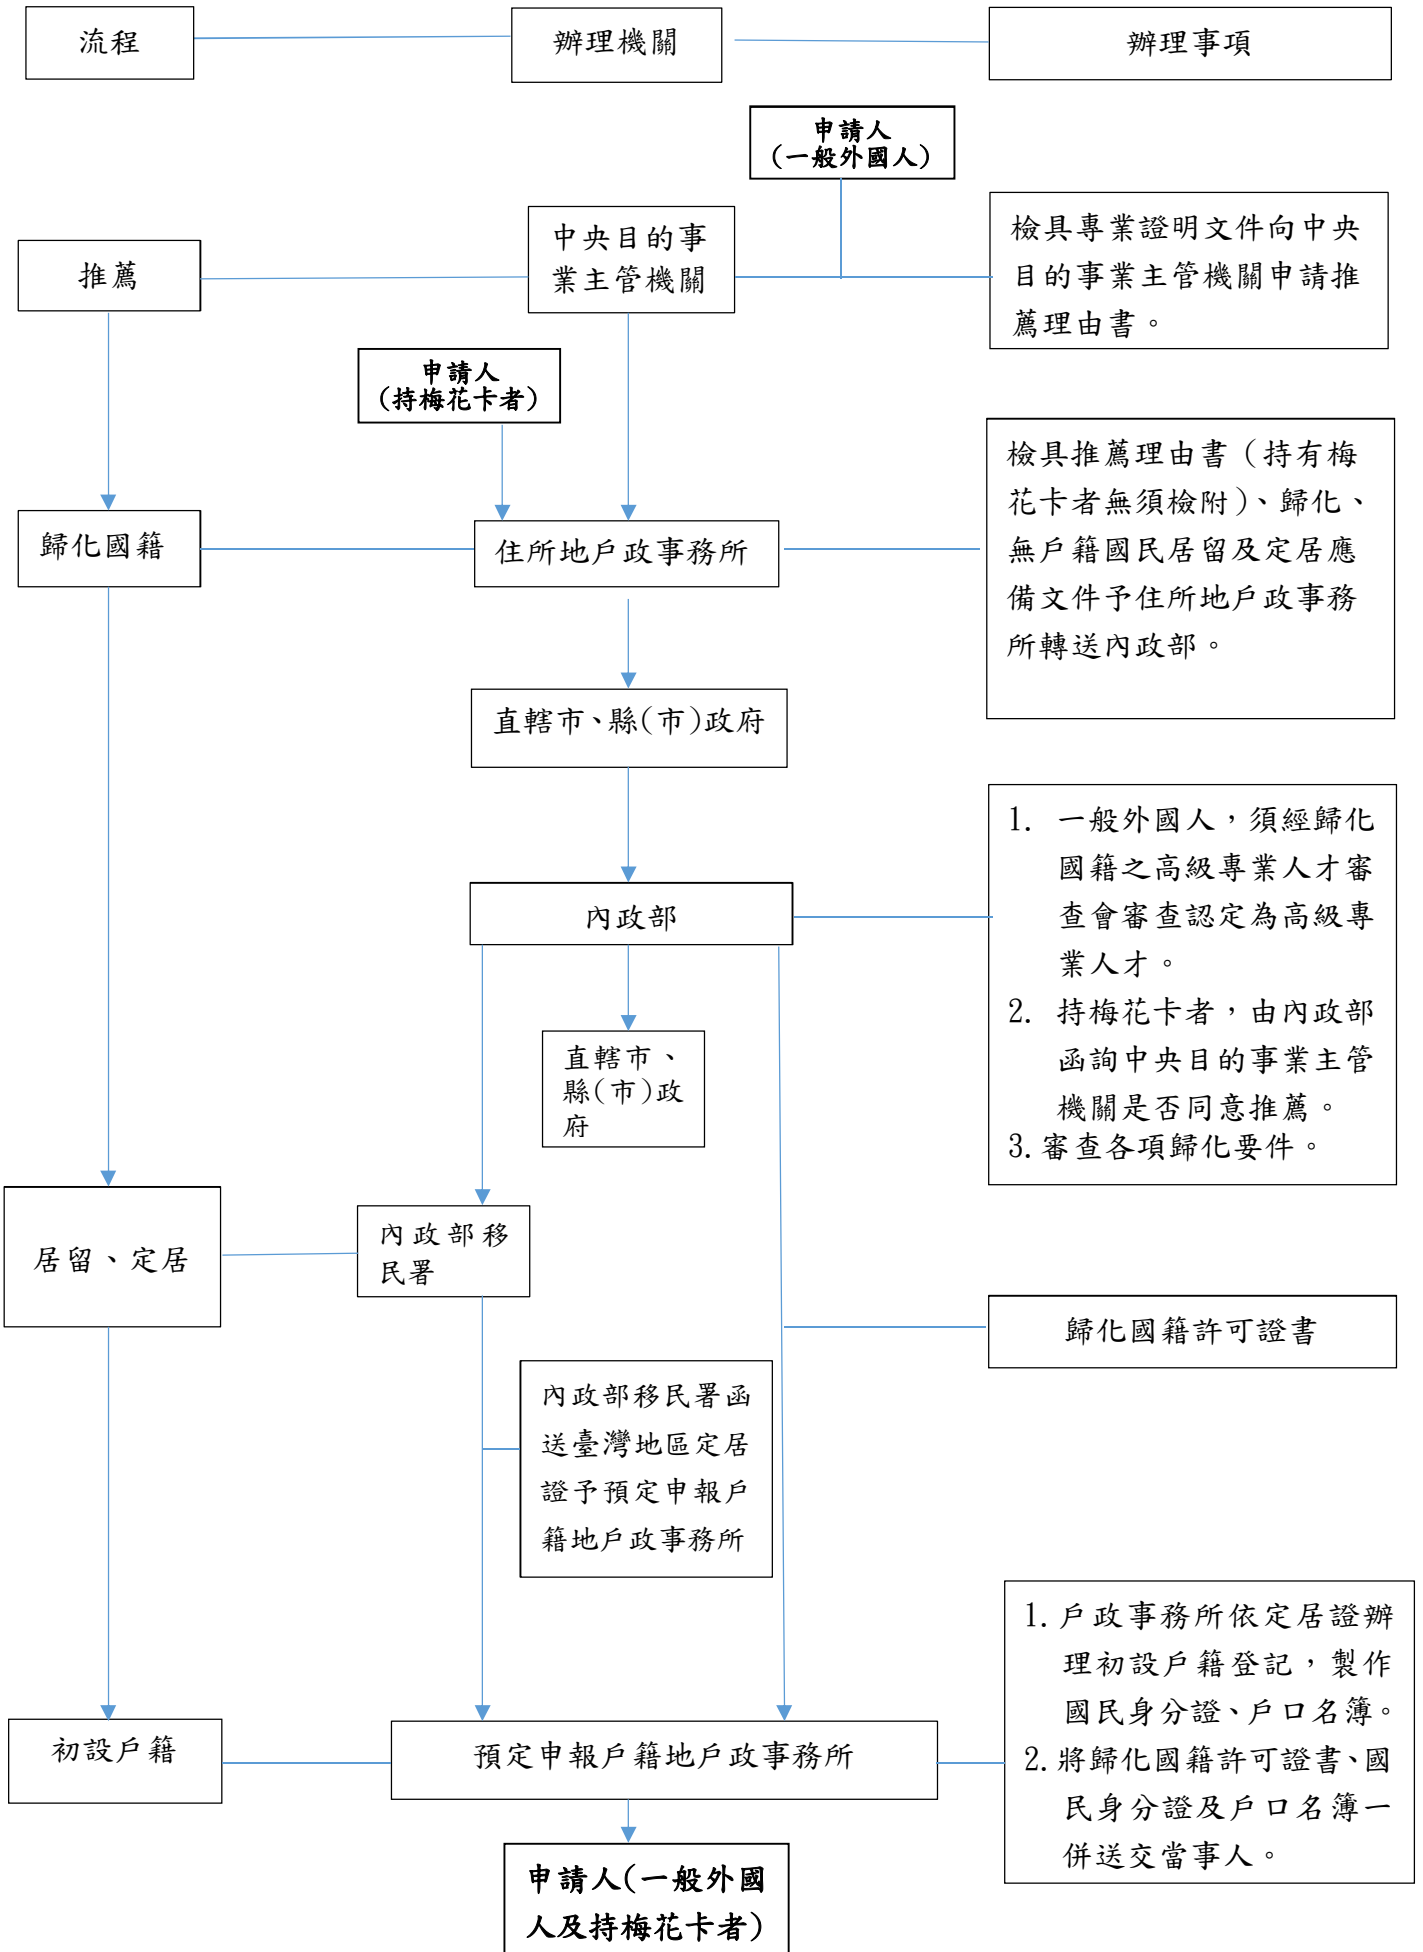 流程
辦理機關
辦理事項
申請人
(一般外國人)
推薦
中央目的事
業主管機關
檢具專業證明文件向中央
目的事業主管機關申請推
薦理由書。
申請人
(持梅花卡者)
歸化國籍
住所地戶政事務所
檢具推薦理由書（持有梅
花卡者無須檢附)、歸化、
無戶籍國民居留及定居應
備文件予住所地戶政事務
所轉送內政部。
直轄市、縣(市)政府
內政部
1. 一般外國人，須經歸化
國籍之高級專業人才審
查會審查認定為高級專
業人才。
2. 持梅花卡者，由內政部
函詢中央目的事業主管
機關是否同意推薦。
3.審查各項歸化要件。
直轄市、
縣(市)政
府
居留、定居
內政部移
民署
歸化國籍許可證書
內政部移民署函
送臺灣地區定居
證予預定申報戶
籍地戶政事務所
初設戶籍
預定申報戶籍地戶政事務所
1.戶政事務所依定居證辦
理初設戶籍登記，製作
國民身分證、戶口名簿。
2.將歸化國籍許可證書、國
民身分證及戶口名簿一
併送交當事人。
申請人(一般外國
人及持梅花卡者)